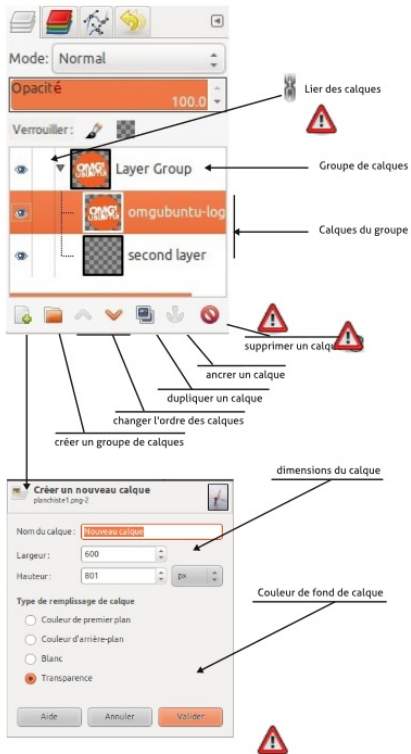 Mode: Normal
Opacité
100.0
Lier des calques
Verrouiller:
OMG!
UBUNTU!
Layer Group
Groupe de calques
OMG!
UBUNTU!
omgubuntu-log
Calques du groupe
second layer
supprimer un calque
ancrer un calque
dupliquer un calque
changer l'ordre des calques
créer un groupe de calques
dimensions du calque
Créer un nouveau calque
planchiste1.png-2
Nom du calque: Nouveau calque
Largeur: 600
Hauteur: 801 px
Couleur de fond de calque
Type de remplissage de calque
Couleur de premier plan
Couleur d'arrière-plan
Blanc
Transparence
Aide Annuler Valider